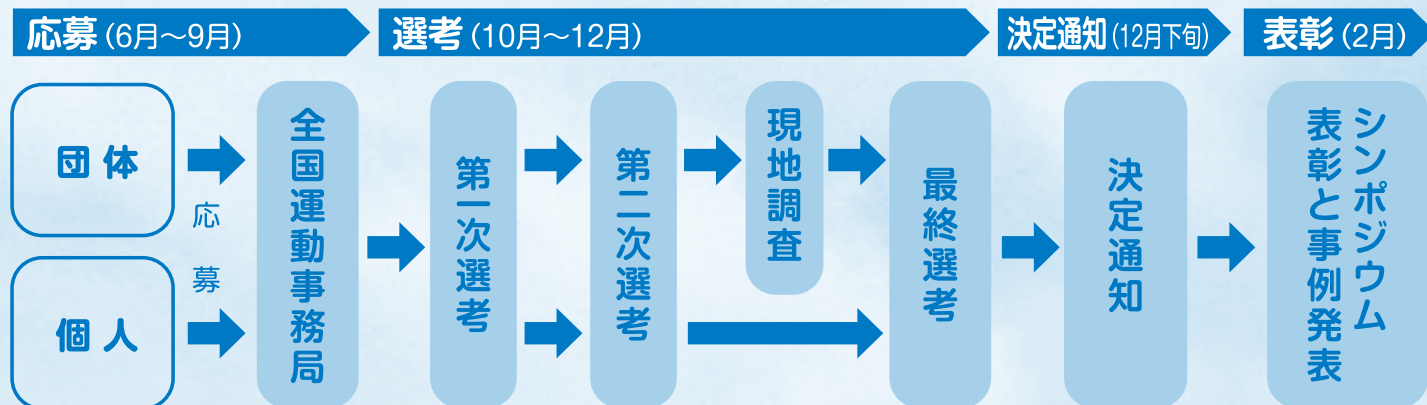 応募(6月〜9月)
選考(10月〜12月)
決定通知(12月下旬)
表彰(2月)
団体
個人
応募
全国運動事務局
第一次選考
第二次選考
現地調査
最終選考
決定通知
シンポジウム
表彰と事例発表